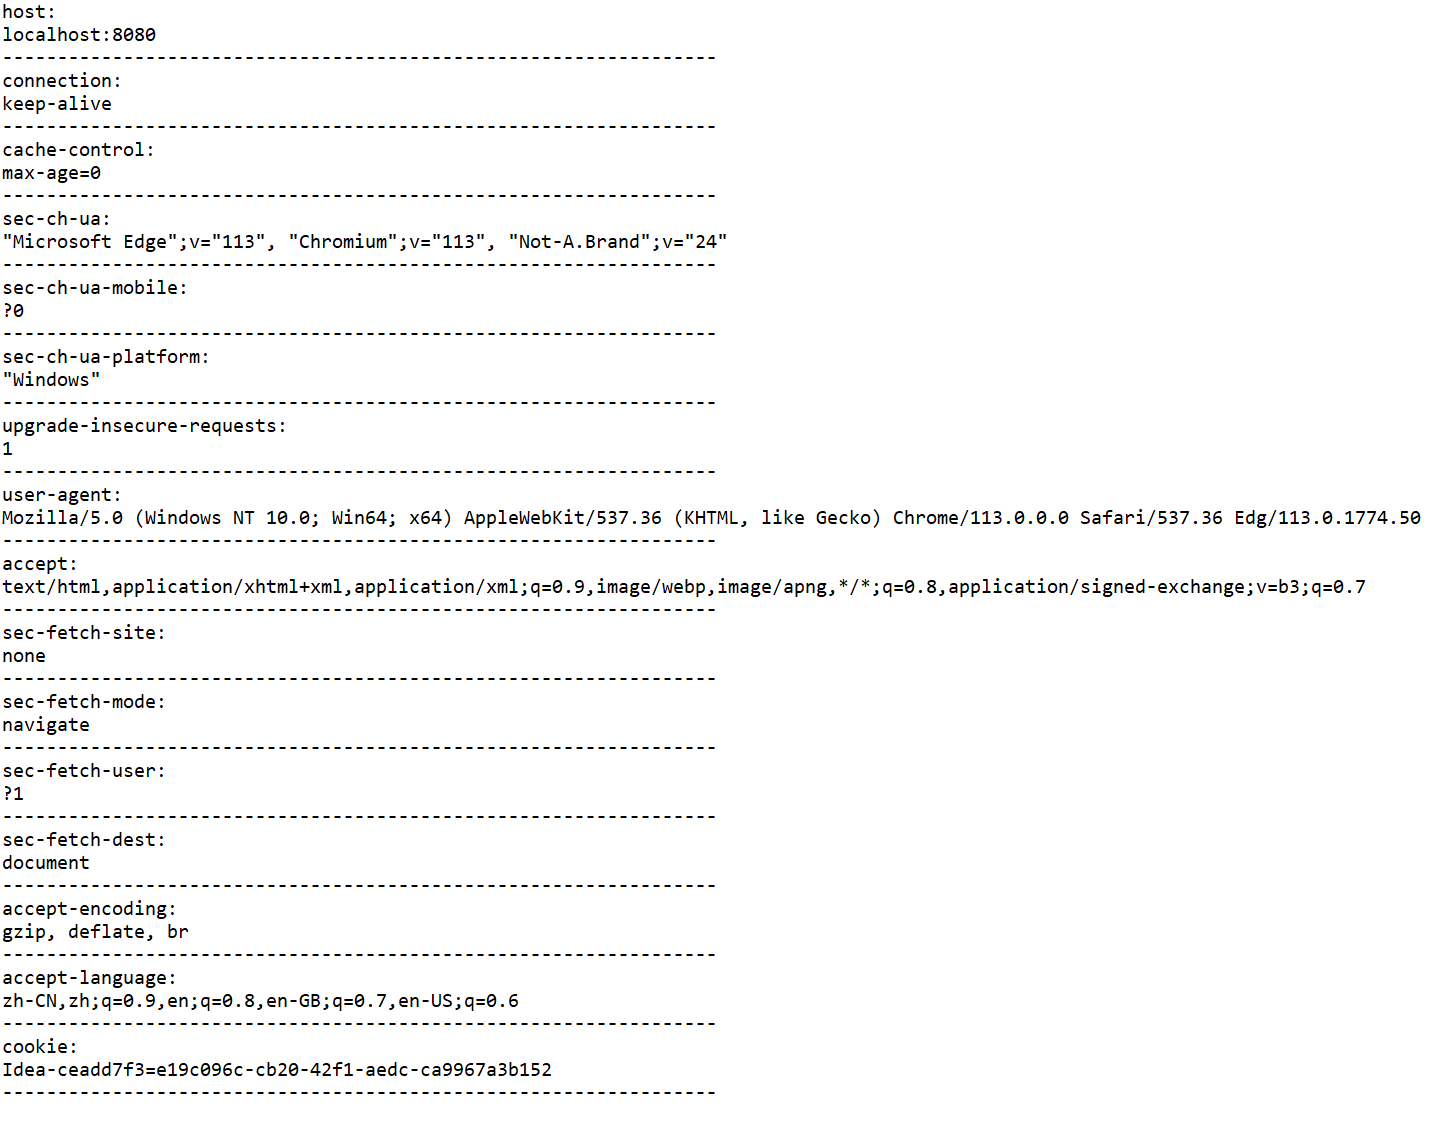 host:
localhost:8080
-----------------------------------------------------------------
connection:
keep-alive
-----------------------------------------------------------------
cache-control:
max-age=0
-----------------------------------------------------------------
sec-ch-ua:
"Microsoft Edge";v="113", "Chromium";v="113", "Not-A.Brand";v="24"
-----------------------------------------------------------------
sec-ch-ua-mobile:
?0
-----------------------------------------------------------------
sec-ch-ua-platform:
"Windows"
-----------------------------------------------------------------
upgrade-insecure-requests:
1
-----------------------------------------------------------------
user-agent:
Mozilla/5.0 (Windows NT 10.0; Win64; x64) AppleWebKit/537.36 (KHTML, like Gecko) Chrome/113.0.0.0 Safari/537.36 Edg/113.0.1774.50
-----------------------------------------------------------------
accept:
text/html,application/xhtml+xml,application/xml;q=0.9,image/webp,image/apng,*/*;q=0.8,application/signed-exchange;v=b3;q=0.7
-----------------------------------------------------------------
sec-fetch-site:
none
-----------------------------------------------------------------
sec-fetch-mode:
navigate
-----------------------------------------------------------------
sec-fetch-user:
?1
-----------------------------------------------------------------
sec-fetch-dest:
document
-----------------------------------------------------------------
accept-encoding:
gzip, deflate, br
-----------------------------------------------------------------
accept-language:
zh-CN,zh;q=0.9,en;q=0.8,en-GB;q=0.7,en-US;q=0.6
-----------------------------------------------------------------
cookie:
Idea-ceadd7f3=e19c096c-cb20-42f1-aedc-ca9967a3b152
-----------------------------------------------------------------